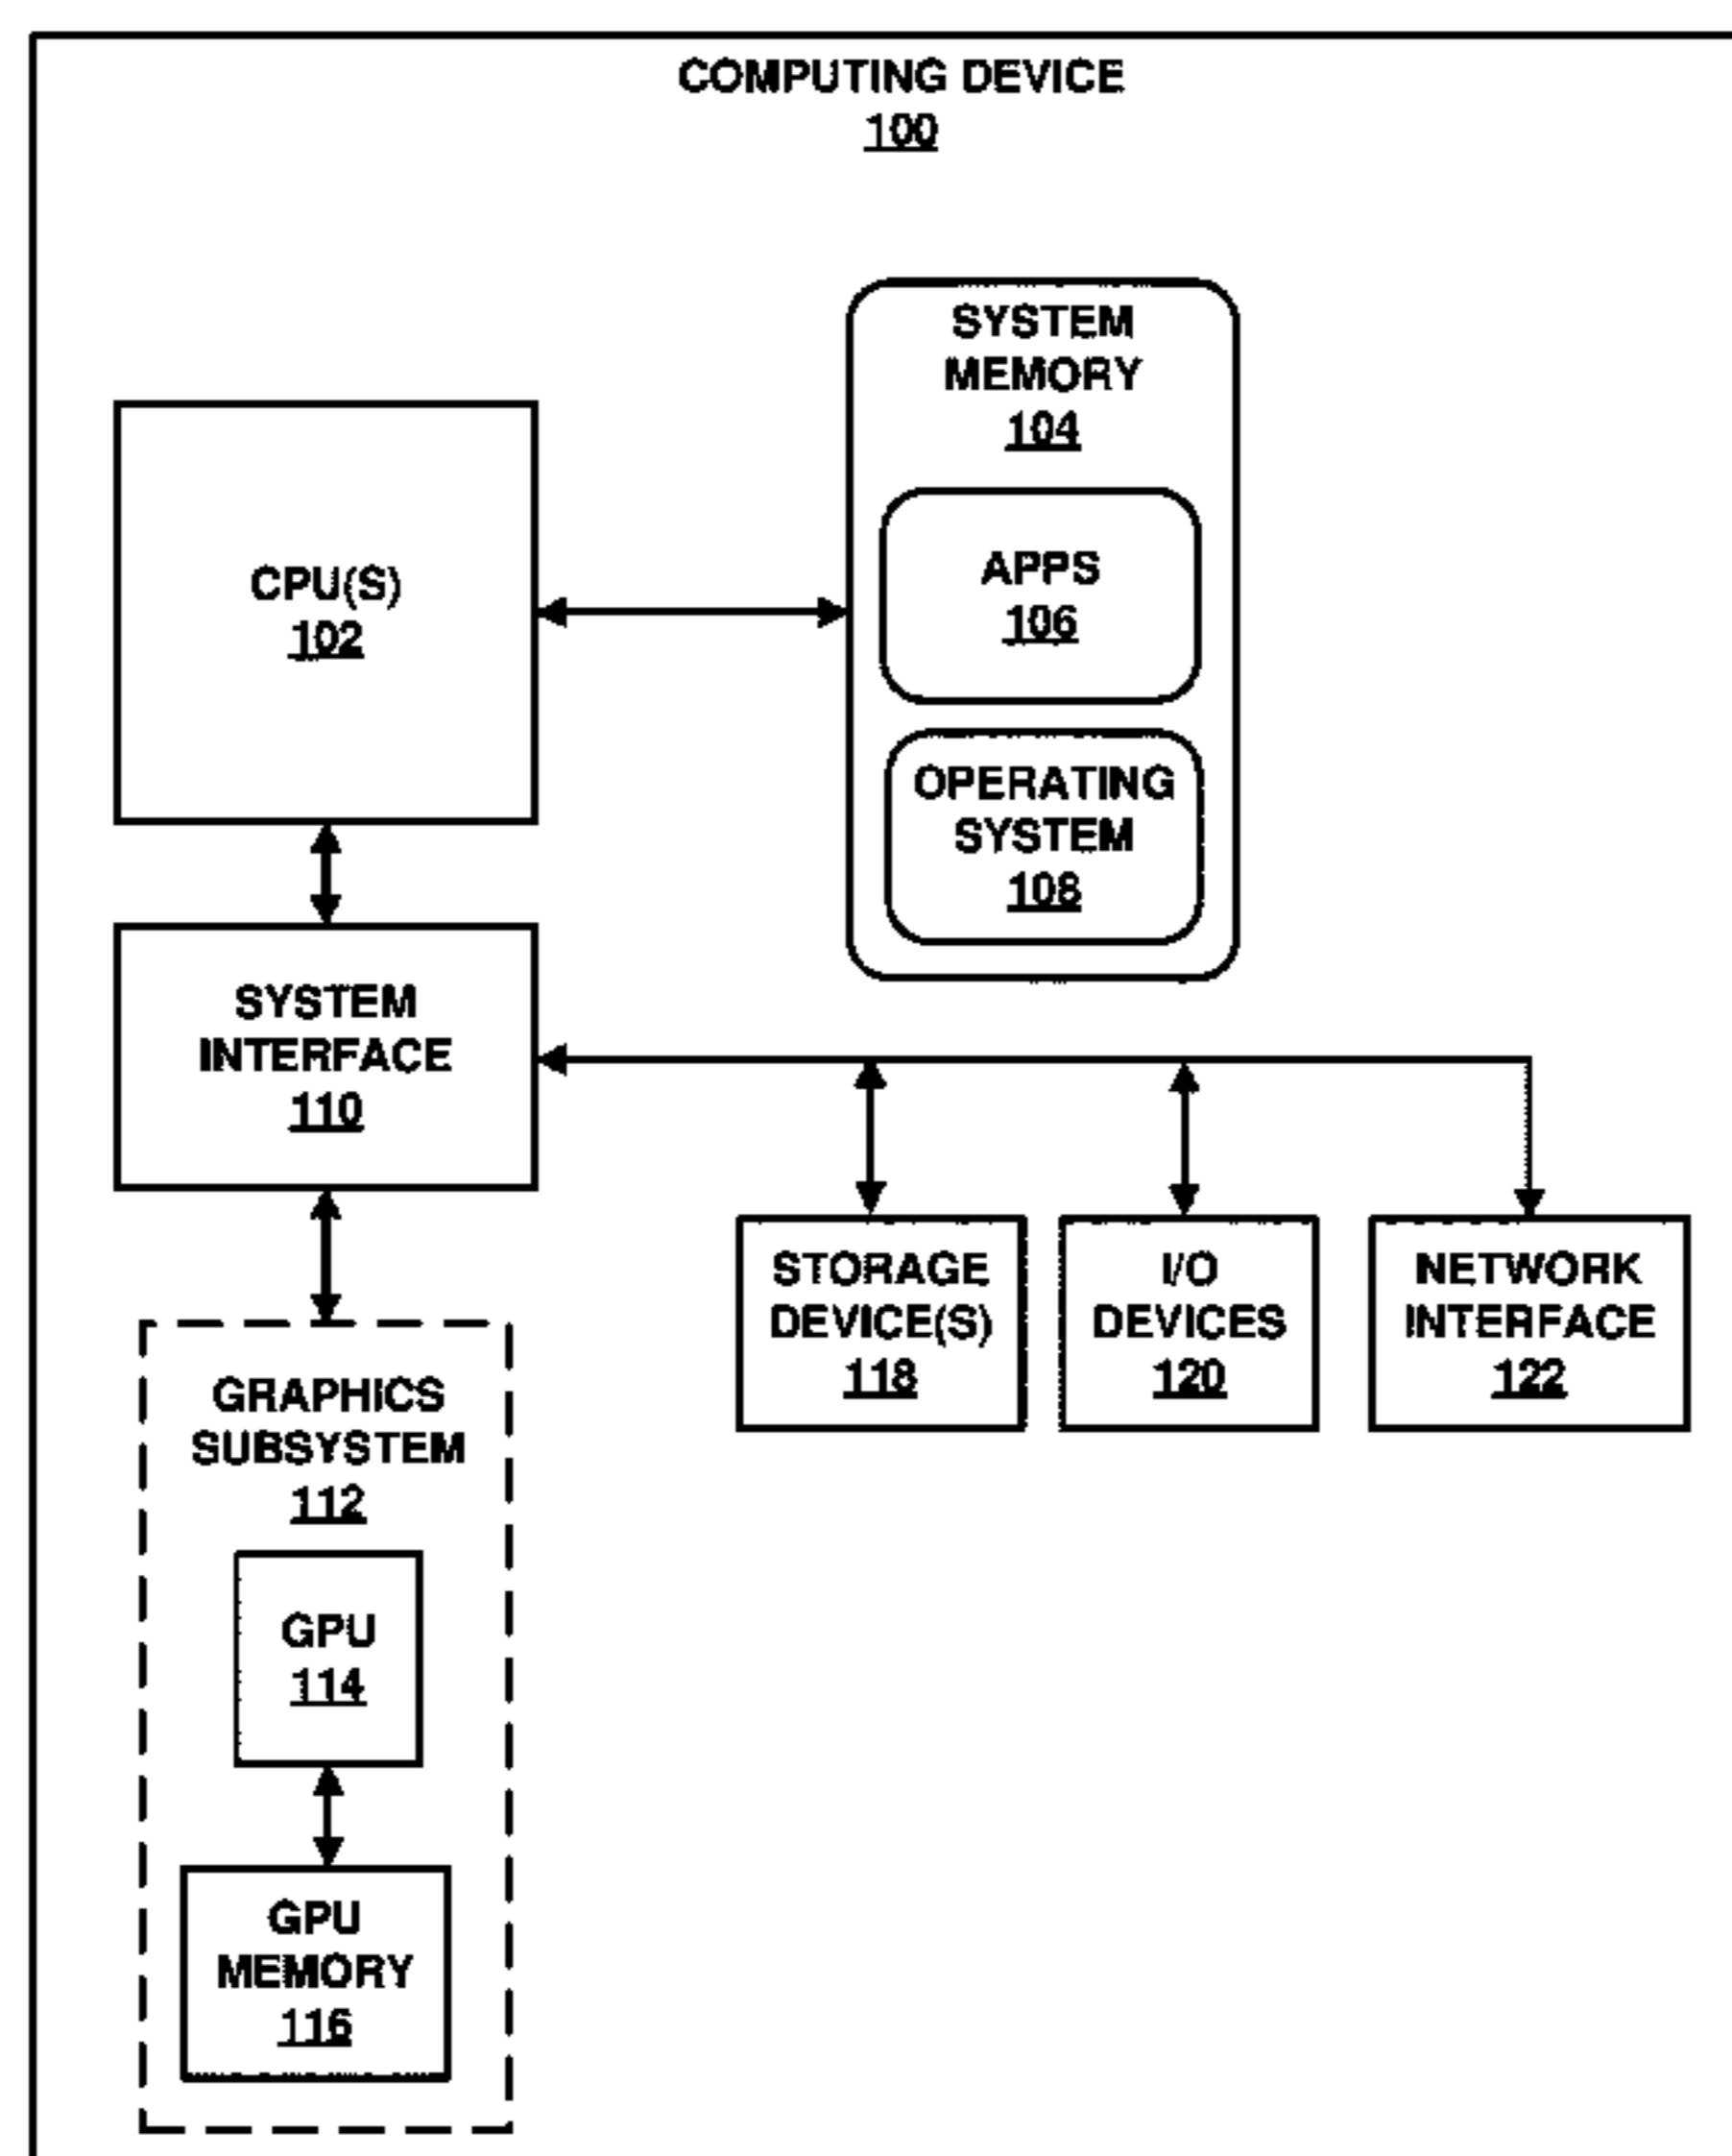 COMPUTING DEVICE
100
SYSTEM
MEMORY
104
CPU(S)
102
APPS
106
OPERATING
SYSTEM
108
SYSTEM
INTERFACE
110
STORAGE
DEVICE(S)
118
I/O
DEVICES
120
NETWORK
INTERFACE
122
GRAPHICS
SUBSYSTEM
112
GPU
114
GPU
MEMORY
116